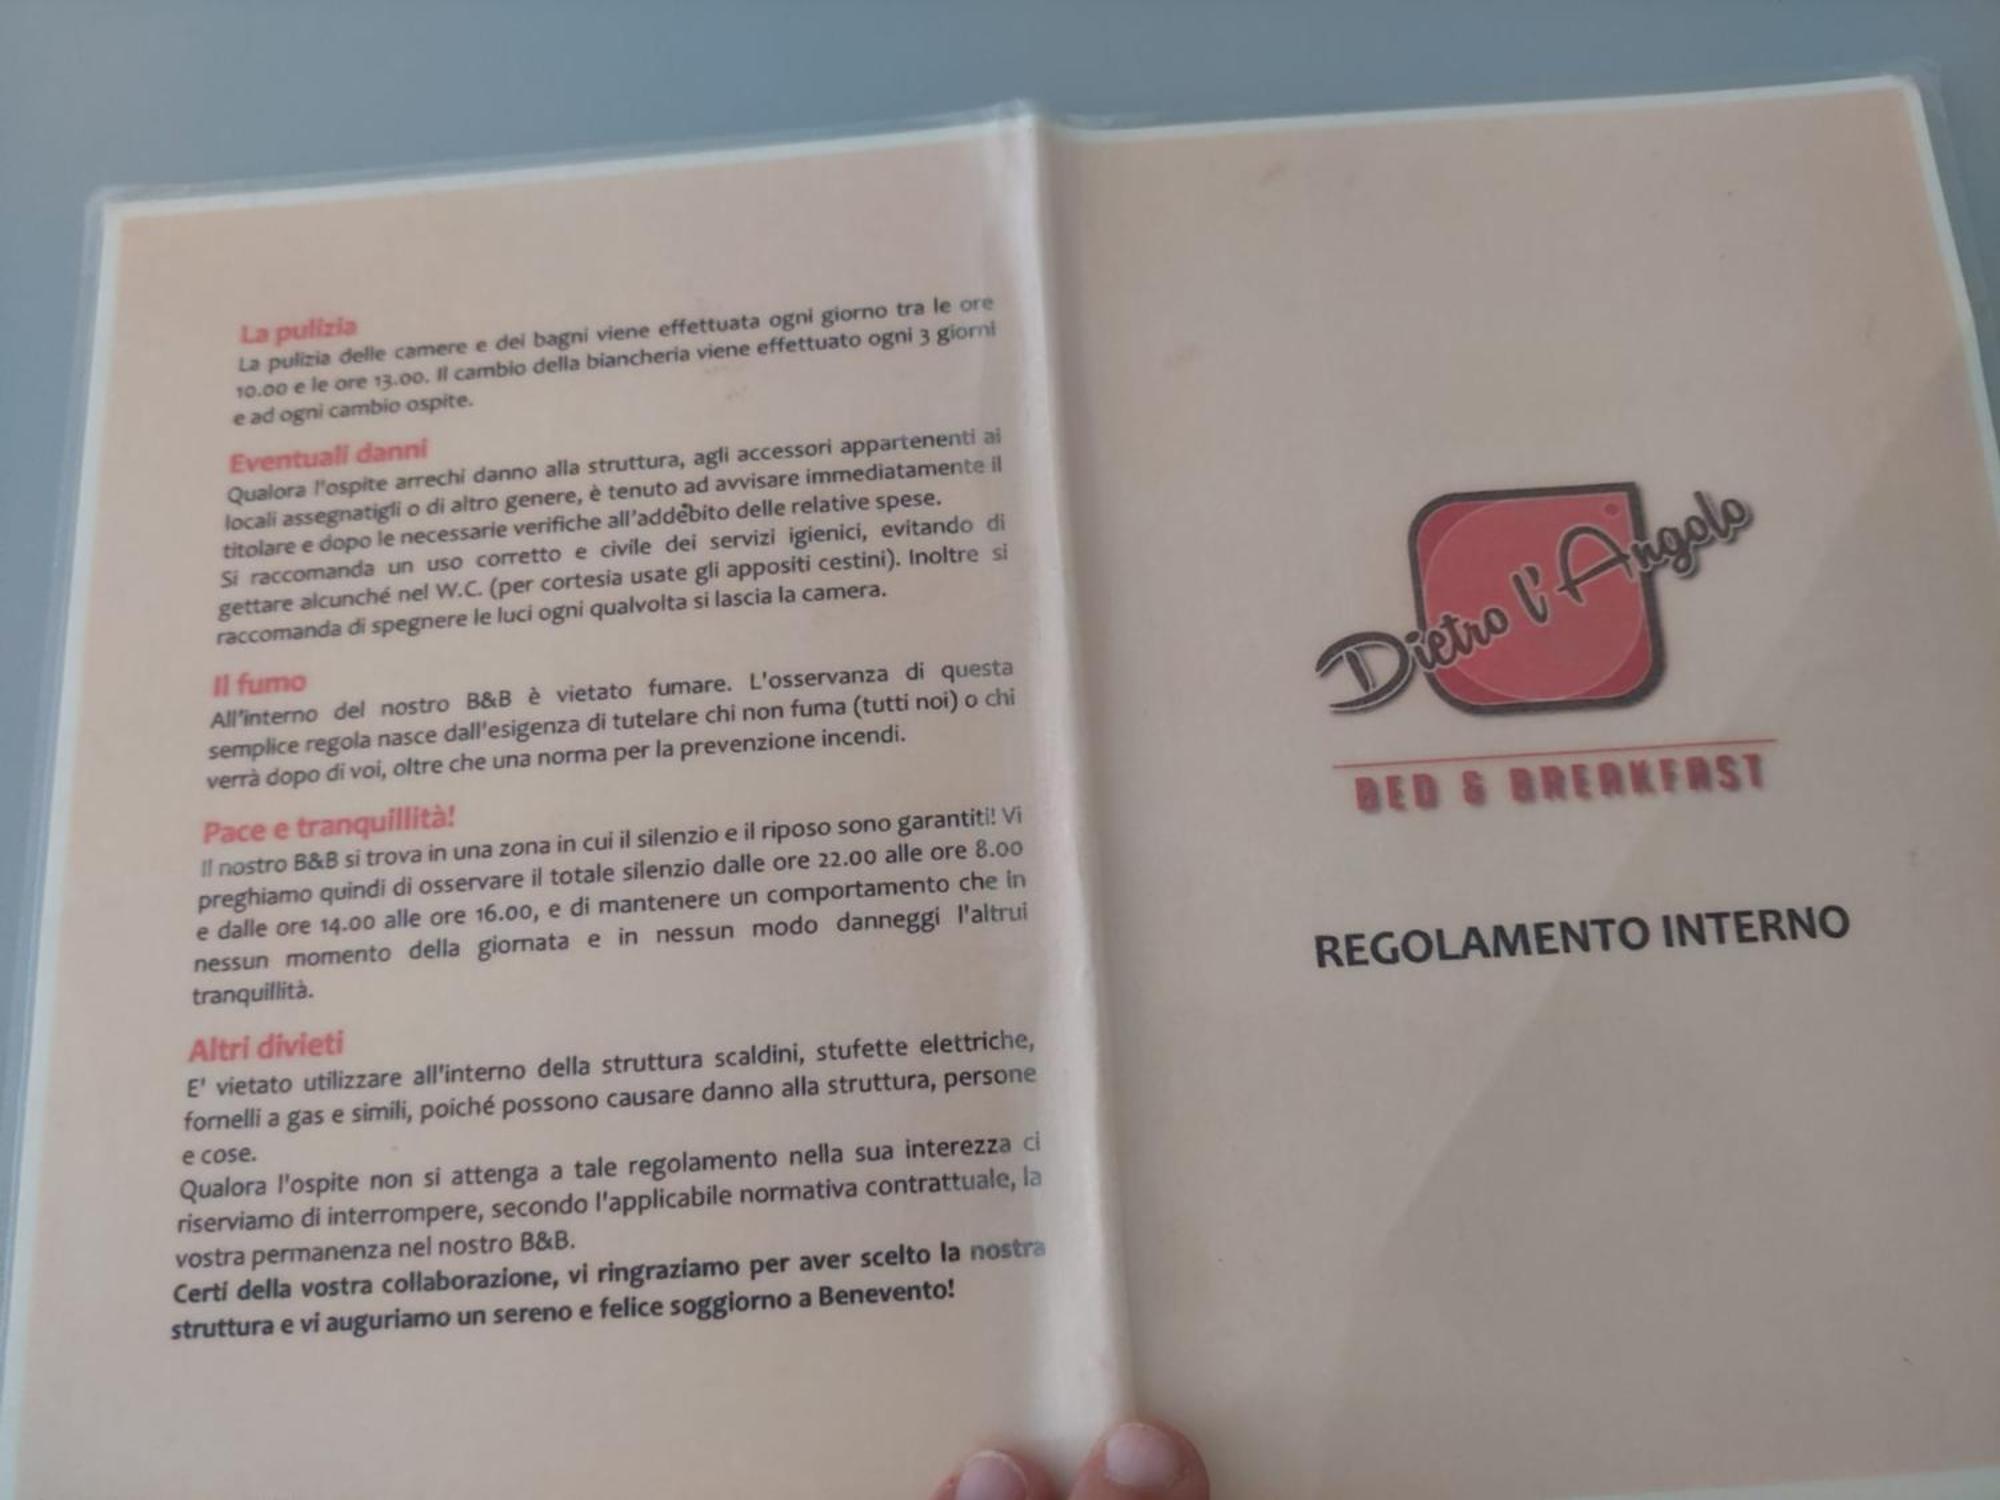 La pulizia
La pulizia delle camere e dei bagni viene effettuata ogni giorno tra le ore
10.00 e le ore 13.00. Il cambio della biancheria viene effettuato ogni 3 giorni
e ad ogni cambio ospite.
Eventuali danni
Qualora l'ospite arrechi danno alla struttura, agli accessori appartenenti ai
locali assegnatigli o di altro genere, è tenuto ad avvisare immediatamente il
titolare e dopo le necessarie verifiche all'addebito delle relative spese.
Si raccomanda un uso corretto e civile dei servizi igienici, evitando di
gettare alcunché nel W.C. (per cortesia usate gli appositi cestini). Inoltre si
raccomanda di spegnere le luci ogni qualvolta si lascia la camera.
Il fumo
All'interno del nostro B&B è vietato fumare. L'osservanza di questa
semplice regola nasce dall'esigenza di tutelare chi non fuma (tutti noi) o chi
verrà dopo di voi, oltre che una norma per la prevenzione incendi.
Pace e tranquillità!
Il nostro B&B si trova in una zona in cui il silenzio e il riposo sono garantiti! Vi
preghiamo quindi di osservare il totale silenzio dalle ore 22.00 alle ore 8.00
e dalle ore 14.00 alle ore 16.00, e di mantenere un comportamento che in
nessun momento della giornata e in nessun modo danneggi l'altrui
tranquillità.
Altri divieti
E' vietato utilizzare all'interno della struttura scaldini, stufette elettriche,
fornelli a gas e simili, poiché possono causare danno alla struttura, persone
e cose.
Qualora l'ospite non si attenga a tale regolamento nella sua interezza ci
riserviamo di interrompere, secondo l'applicabile normativa contrattuale, la
vostra permanenza nel nostro B&B.
Certi della vostra collaborazione, vi ringraziamo per aver scelto la nostra
struttura e vi auguriamo un sereno e felice soggiorno a Benevento!
Dietro l'Angolo
BED & BREAKFAST
REGOLAMENTO INTERNO